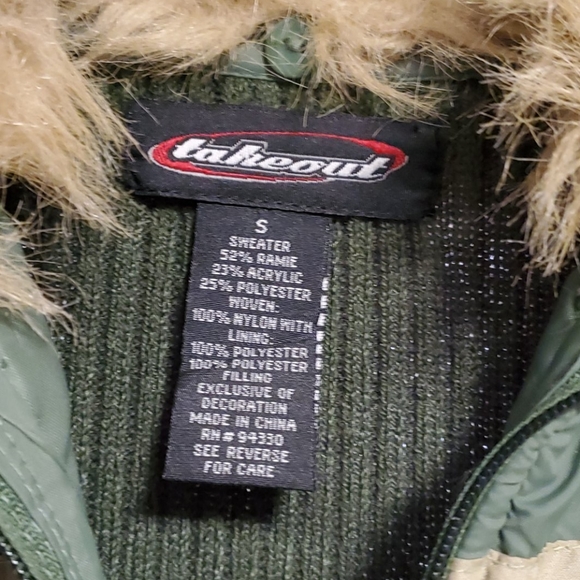 takeout
S
SWEATER
52% RAMIE
23% ACRYLIC
25% POLYESTER
WOVEN:
100% NYLON WITH
LINING:
100% POLYESTER
100% POLYESTER
FILLING
EXCLUSIVE OF
DECORATION
MADE IN CHINA
RN# 94330
SEE REVERSE
FOR CARE